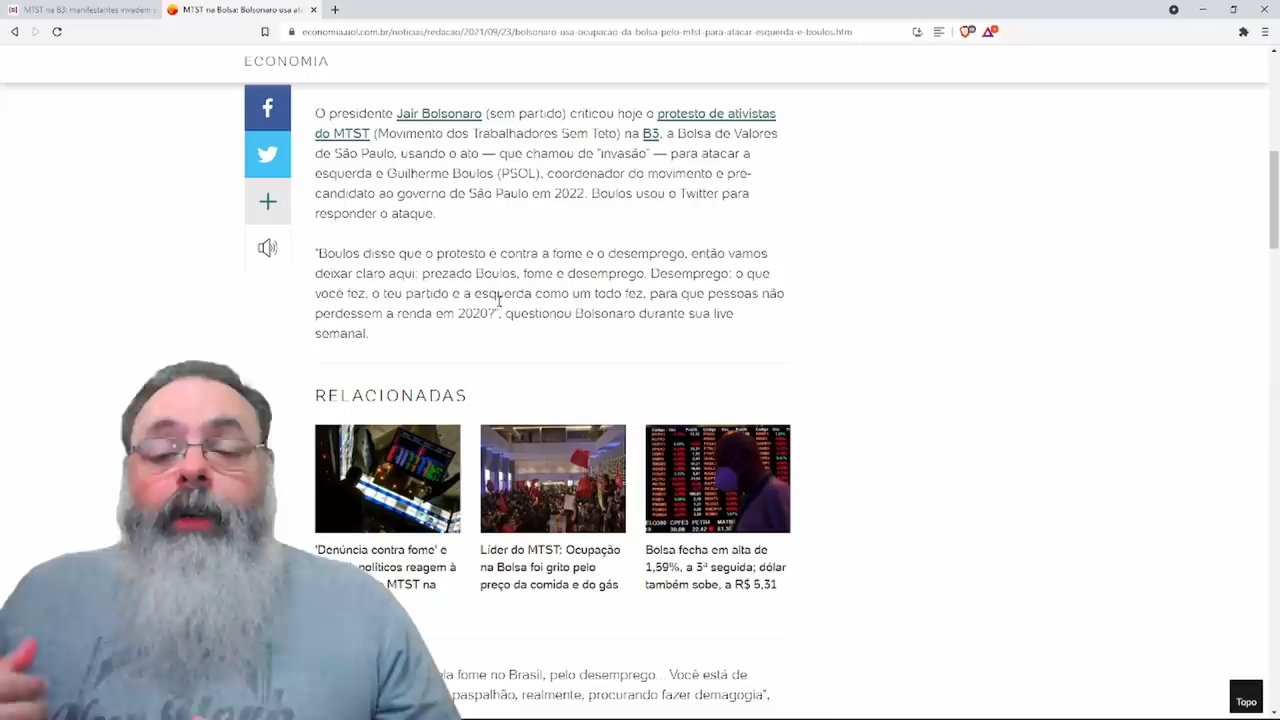 MTST na B3: manifestantes invadem s
MTST na Bolsa: Bolsonaro usa ato
economia.uol.com.br/noticias/redacao/2021/09/23/bolsonaro-usa-ocupacao-da-bolsa-pelo-mtst-para-atacar-esquerda-e-boulos.htm
ECONOMIA
O presidente Jair Bolsonaro (sem partido) criticou hoje o protesto de ativistas
do MTST (Movimento dos Trabalhadores Sem Teto) na B3, a Bolsa de Valores
de São Paulo, usando o ato — que chamou de "invasão" — para atacar a
esquerda e Guilherme Boulos (PSOL), coordenador do movimento e pré-
candidato ao governo de São Paulo em 2022. Boulos usou o Twitter para
responder o ataque.
"Boulos disse que o protesto é contra a fome e o desemprego, então vamos
deixar claro aqui: prezado Boulos, fome e desemprego. Desemprego: o que
você fez, o teu partido e a esquerda como um todo fez, para que pessoas não
perdessem a renda em 2020?", questionou Bolsonaro durante sua live
semanal.
RELACIONADAS
'Denúncia contra fome' e
políticos reagem à
MTST na
Líder do MTST: Ocupação
na Bolsa foi grito pelo
preço da comida e do gás
Bolsa fecha em alta de
1,59%, a 3ª seguida; dólar
também sobe, a R$ 5,31
la fome no Brasil, pelo desemprego... Você está de
paspalhão, realmente, procurando fazer demagogia",
Topo